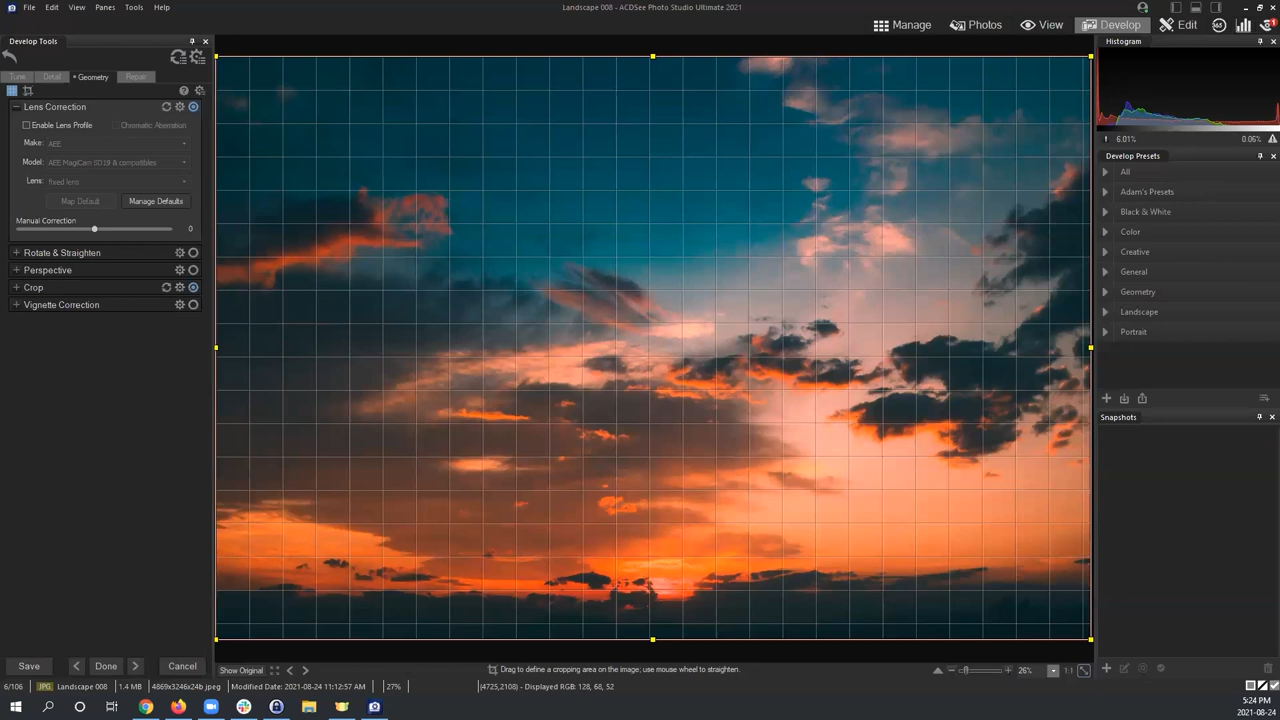 File Edit View Panes Tools Help
Landscape 008 - ACDSee Photo Studio Ultimate 2021
Manage Photos View Develop Edit 365
Develop Tools
Tune Detail Geometry Repair
Lens Correction
Enable Lens Profile Chromatic Aberration
Make: AEE
Model: AEE MagiCam SD19 & compatibles
Lens: fixed lens
Map Default Manage Defaults
Manual Correction
0
Rotate & Straighten
Perspective
Crop
Vignette Correction
Save Done Cancel
Show Original
Drag to define a cropping area on the image; use mouse wheel to straighten.
26% 1:1
Histogram
6.01% 0.06%
Develop Presets
All
Adam's Presets
Black & White
Color
Creative
General
Geometry
Landscape
Portrait
Snapshots
6/106 JPG Landscape 008 1.4 MB 4869x3246x24b jpeg Modified Date: 2021-08-24 11:12:57 AM 27% (4725,2108) - Displayed RGB: 128, 68, 52
5:24 PM
2021-08-24